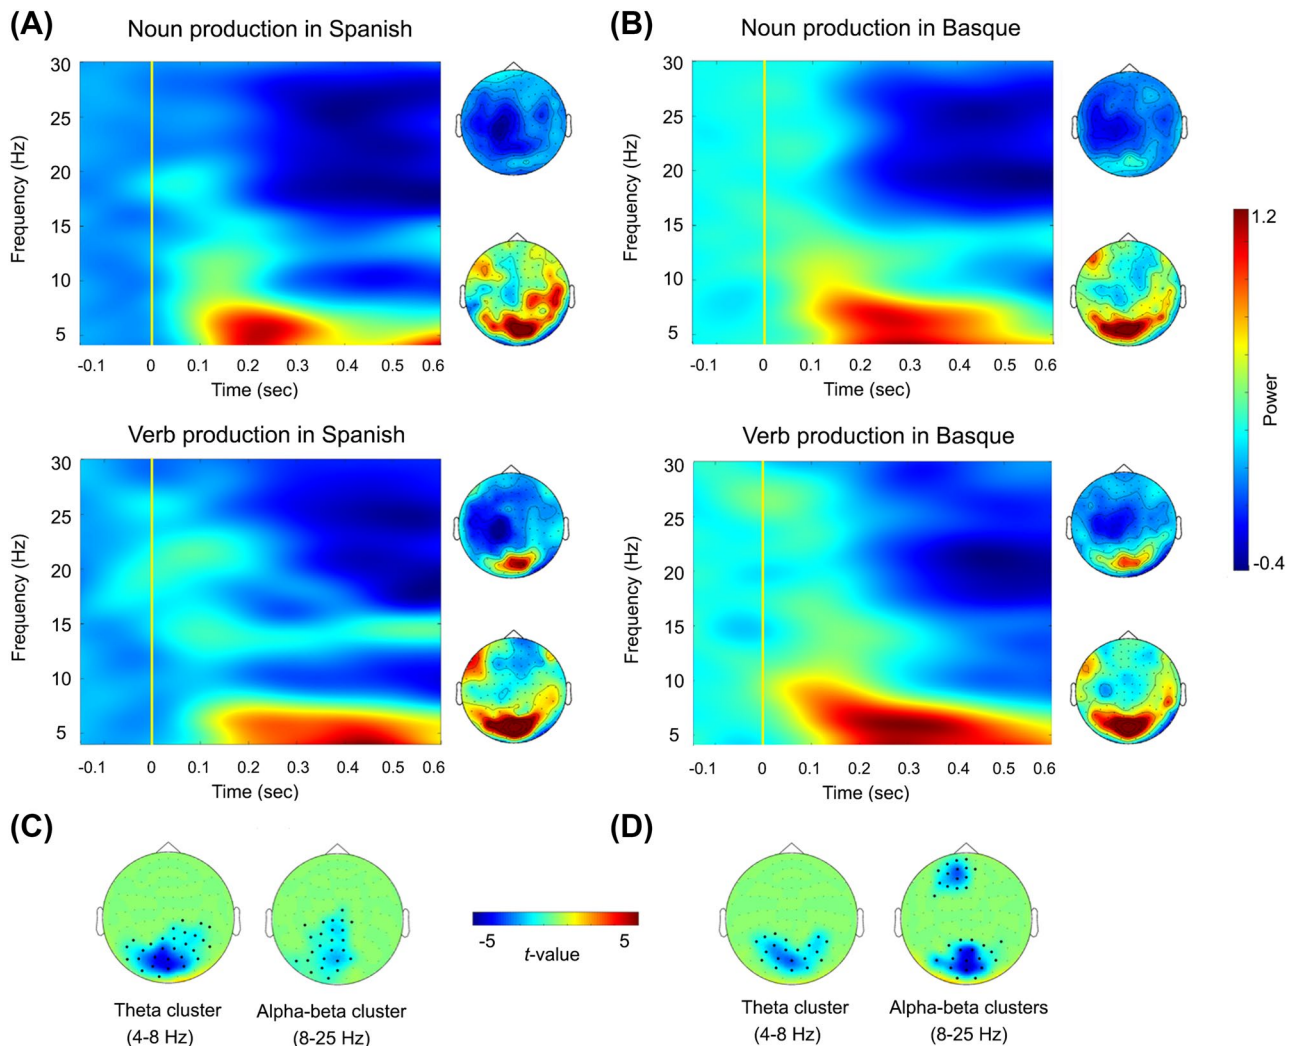 (A)
Noun production in Spanish
30
25
20
15
10
5
Frequency (Hz)
-0.1 0 0.1 0.2 0.3 0.4 0.5 0.6
Time (sec)
(B)
Noun production in Basque
30
25
20
15
10
5
Frequency (Hz)
-0.1 0 0.1 0.2 0.3 0.4 0.5 0.6
Time (sec)
1.2
Power
-0.4
Verb production in Spanish
30
25
20
15
10
5
Frequency (Hz)
-0.1 0 0.1 0.2 0.3 0.4 0.5 0.6
Time (sec)
Verb production in Basque
30
25
20
15
10
5
Frequency (Hz)
-0.1 0 0.1 0.2 0.3 0.4 0.5 0.6
Time (sec)
(C)
Theta cluster
(4-8 Hz)
Alpha-beta cluster
(8-25 Hz)
-5 5
t-value
(D)
Theta cluster
(4-8 Hz)
Alpha-beta clusters
(8-25 Hz)